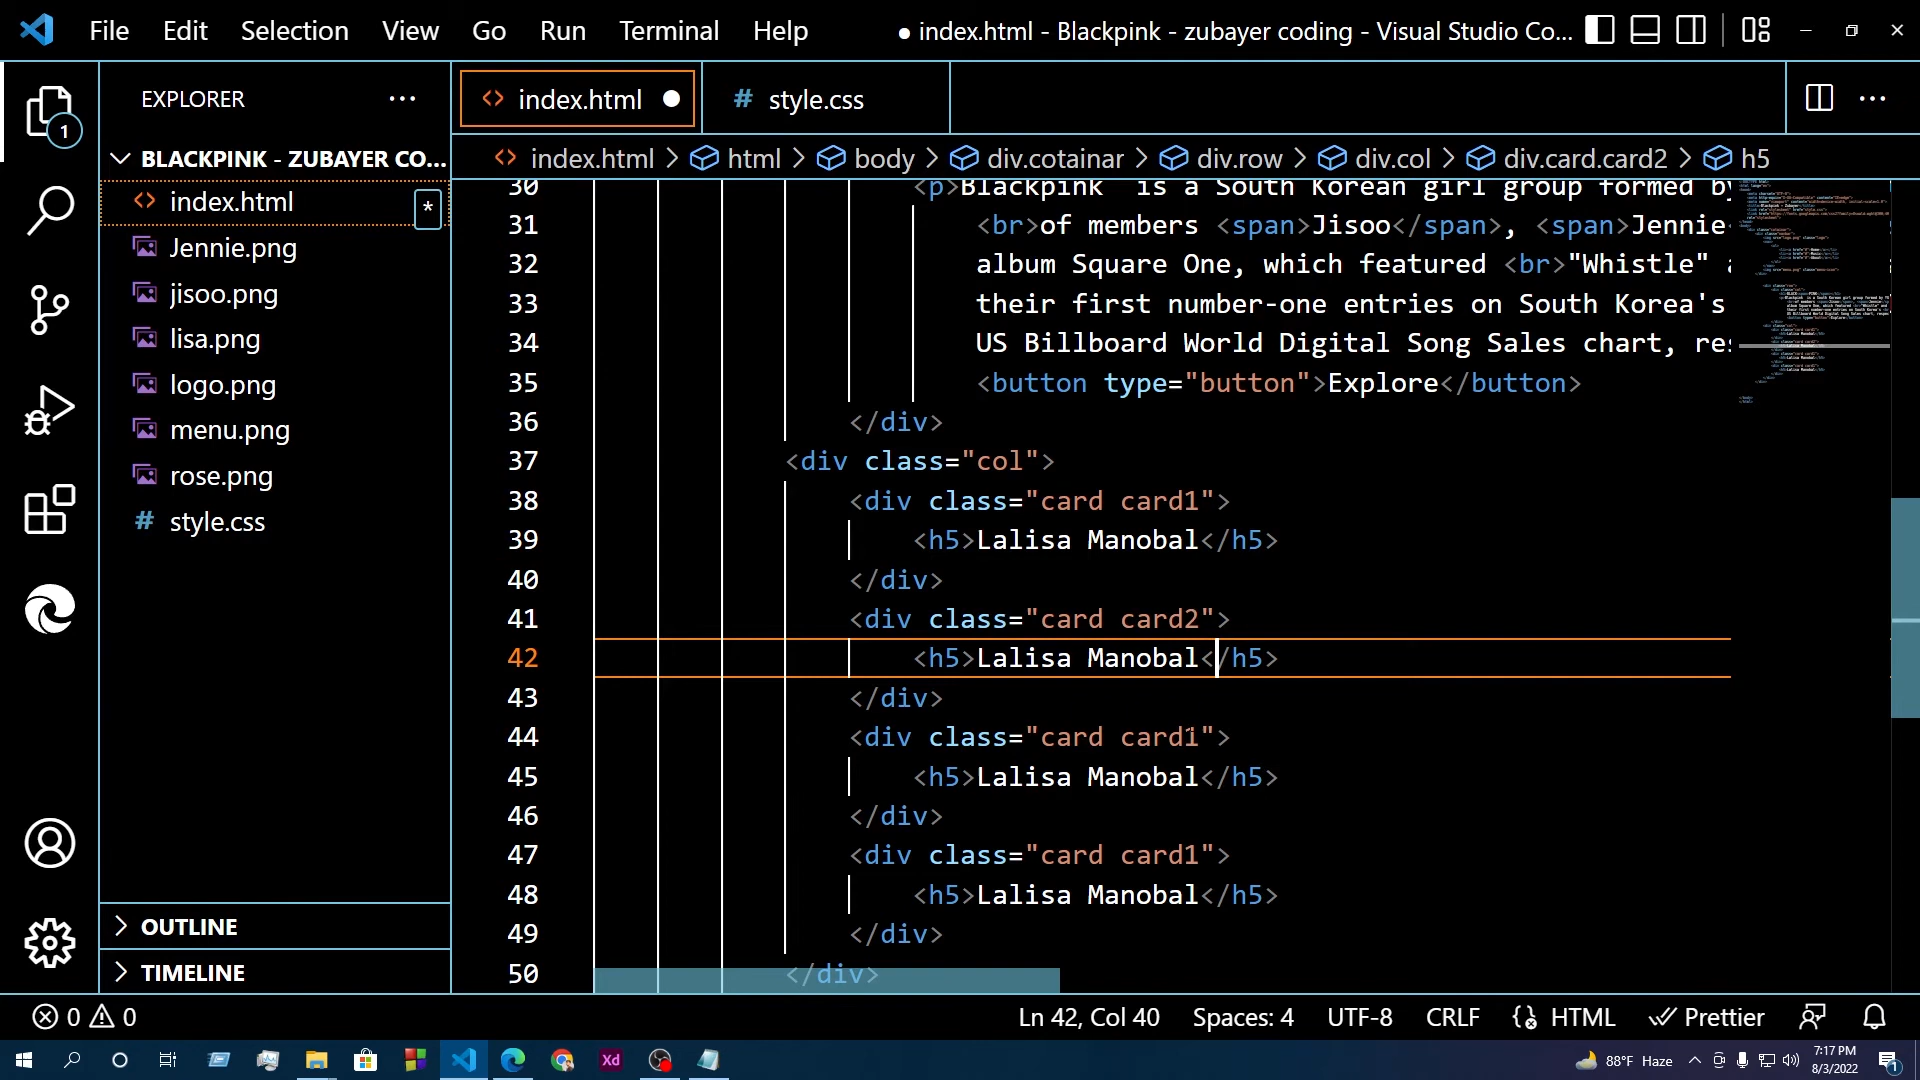 File Edit Selection View Go Run Terminal Help
● index.html - Blackpink - zubayer coding - Visual Studio Co...
EXPLORER
index.html
# style.css
1
BLACKPINK - ZUBAYER CO...
index.html > html > body > div.cotainar > div.row > div.col > div.card.card2 > h5
index.html
*
Jennie.png
jisoo.png
lisa.png
logo.png
menu.png
rose.png
# style.css
OUTLINE
TIMELINE
30 <p>Blackpink is a South Korean girl group formed by
31 <br>of members <span>Jisoo</span>, <span>Jennie
32 album Square One, which featured <br>"Whistle"
33 their first number-one entries on South Korea's
34 US Billboard World Digital Song Sales chart, res
35 <button type="button">Explore</button>
36 </div>
37 <div class="col">
38 <div class="card card1">
39 <h5>Lalisa Manobal</h5>
40 </div>
41 <div class="card card2">
42 <h5>Lalisa Manobal</h5>
43 </div>
44 <div class="card card1">
45 <h5>Lalisa Manobal</h5>
46 </div>
47 <div class="card card1">
48 <h5>Lalisa Manobal</h5>
49 </div>
50 </div>
0 0
Ln 42, Col 40 Spaces: 4 UTF-8 CRLF HTML Prettier
Xd
88°F Haze
7:17 PM
8/3/2022
1